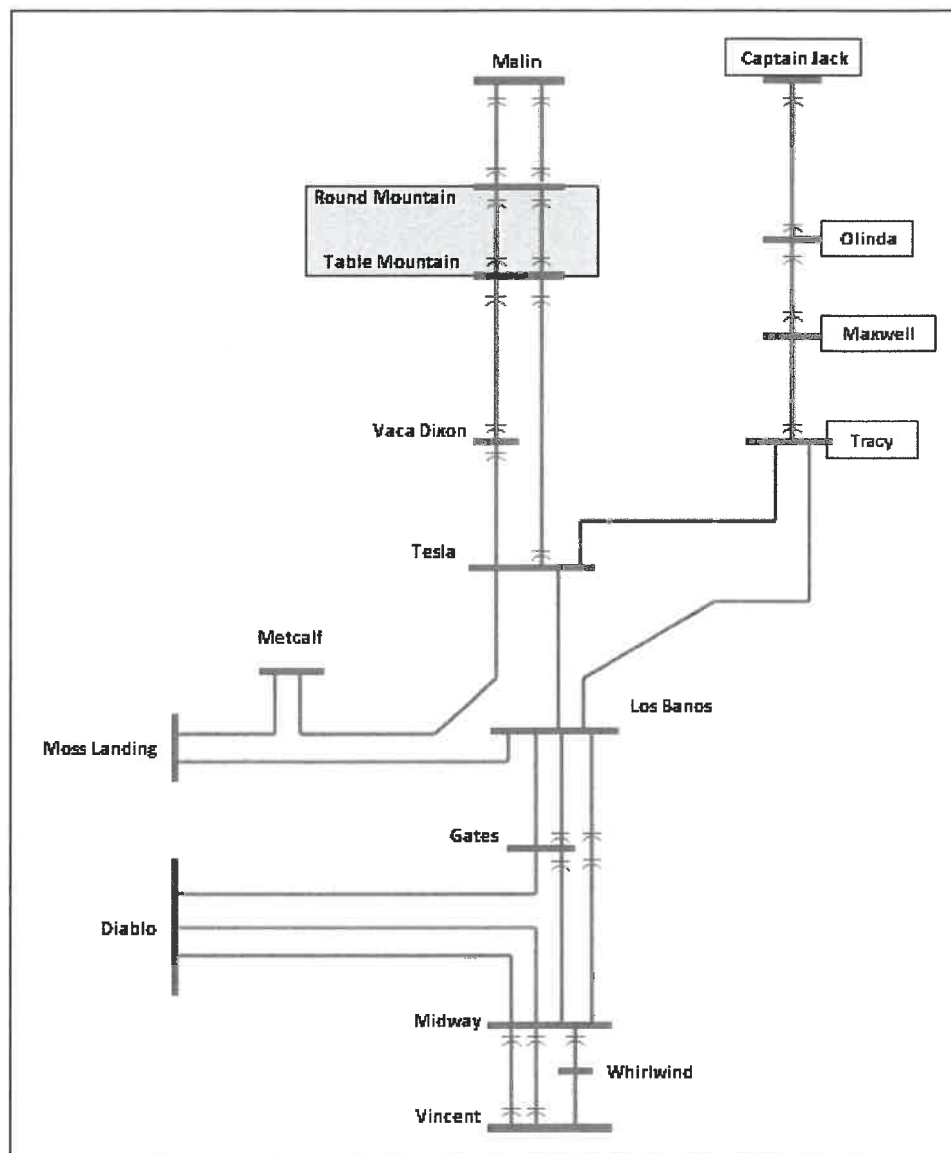 Malin
Captain Jack
Round Mountain
Olinda
Table Mountain
Maxwell
Vaca Dixon
Tracy
Tesla
Metcalf
Los Banos
Moss Landing
Gates
Diablo
Midway
Whirlwind
Vincent